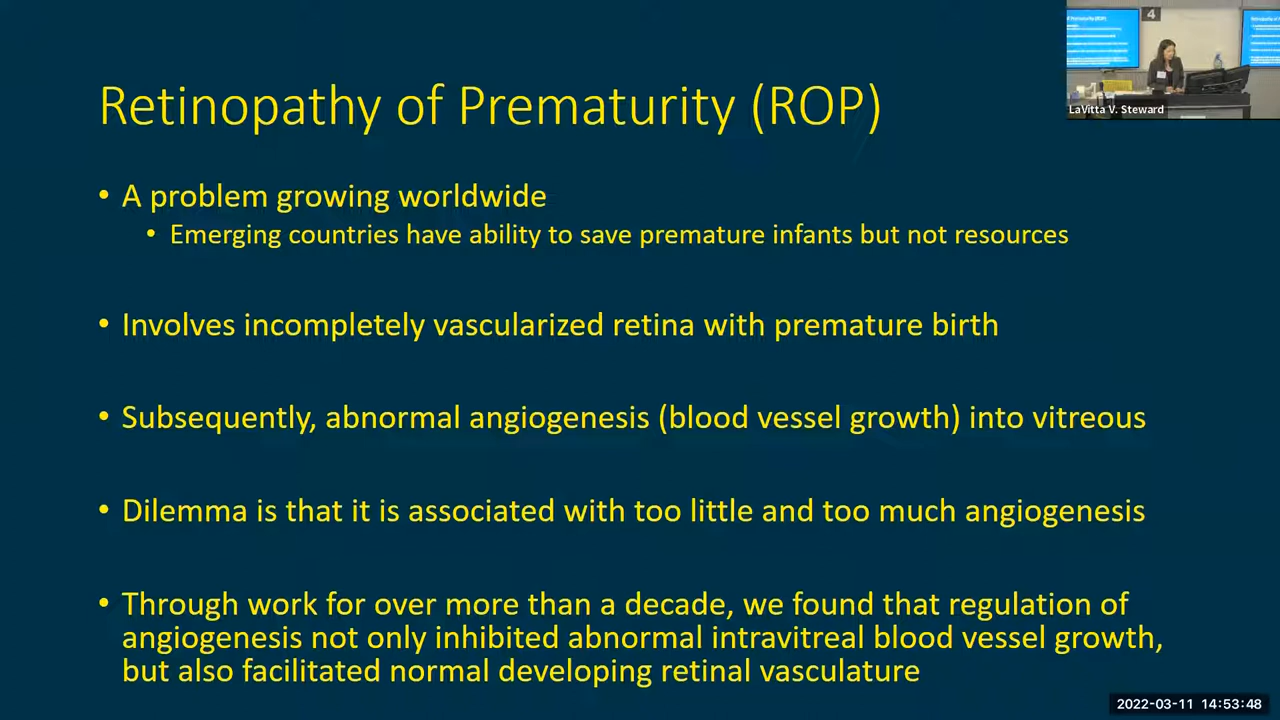 Retinopathy of Prematurity (ROP)
• A problem growing worldwide
• Emerging countries have ability to save premature infants but not resources
• Involves incompletely vascularized retina with premature birth
• Subsequently, abnormal angiogenesis (blood vessel growth) into vitreous
• Dilemma is that it is associated with too little and too much angiogenesis
• Through work for over more than a decade, we found that regulation of
angiogenesis not only inhibited abnormal intravitreal blood vessel growth,
but also facilitated normal developing retinal vasculature
4
LaVitta V. Steward
2022-03-11 14:53:48